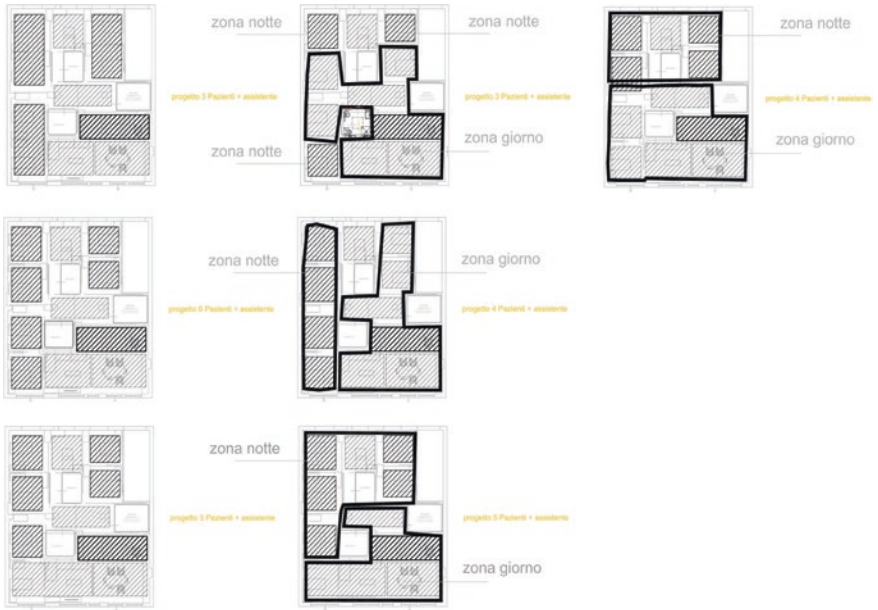 zona notte
zona notte
zona notte
progetto 3 Pazienti + assistente
progetto 3 Pazienti + assistente
progetto 4 Pazienti + assistente
zona notte
zona giorno
zona giorno
zona notte
zona giorno
progetto 6 Pazienti + assistente
progetto 4 Pazienti + assistente
zona notte
progetto 5 Pazienti + assistente
progetto 5 Pazienti + assistente
zona giorno